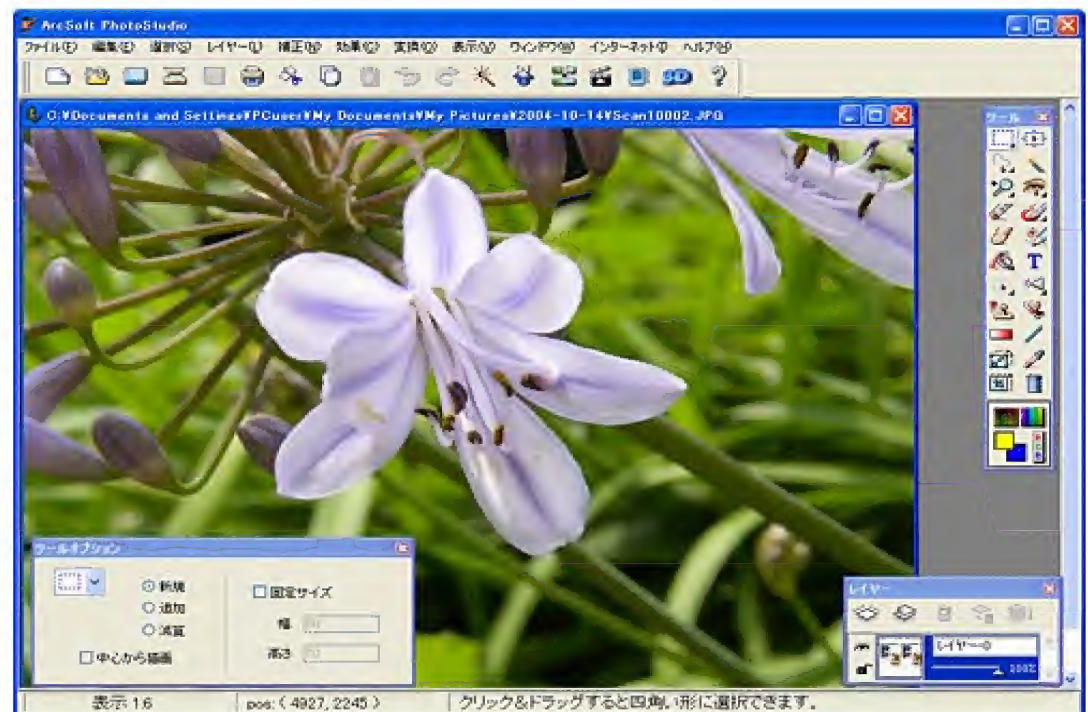 ArcSoft PhotoStudio
ファイル(F) 編集(E) 選択(S) レイヤー(L) 補正(N) 効果(C) 変換(O) 表示(V) ウィンドウ(W) インターネット(I) ヘルプ(H)
3D ?
C:¥Documents and Settings¥PCuser¥My Documents¥My Pictures¥2004-10-14¥Scan10002.JPG
ツール
T
ツールオプション
新規
追加
減算
中心から描画
固定サイズ
幅
高さ
レイヤー
レイヤー-0
100%
表示 1:6
pos: ( 4927, 2245 )
クリック&ドラッグすると四角い形に選択できます。